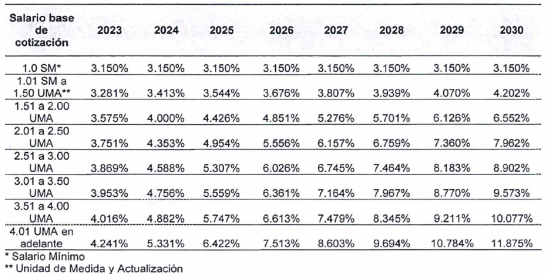 Salario base de cotización 2023 2024 2025 2026 2027 2028 2029 2030
1.0 SM* 3.150% 3.150% 3.150% 3.150% 3.150% 3.150% 3.150% 3.150%
1.01 SM a 1.50 UMA** 3.281% 3.413% 3.544% 3.676% 3.807% 3.939% 4.070% 4.202%
1.51 a 2.00 UMA 3.575% 4.000% 4.426% 4.851% 5.276% 5.701% 6.126% 6.552%
2.01 a 2.50 UMA 3.751% 4.353% 4.954% 5.556% 6.157% 6.759% 7.360% 7.962%
2.51 a 3.00 UMA 3.869% 4.588% 5.307% 6.026% 6.745% 7.464% 8.183% 8.902%
3.01 a 3.50 UMA 3.953% 4.756% 5.559% 6.361% 7.164% 7.967% 8.770% 9.573%
3.51 a 4.00 UMA 4.016% 4.882% 5.747% 6.613% 7.479% 8.345% 9.211% 10.077%
4.01 UMA en adelante 4.241% 5.331% 6.422% 7.513% 8.603% 9.694% 10.784% 11.875%
* Salario Mínimo
** Unidad de Medida y Actualización